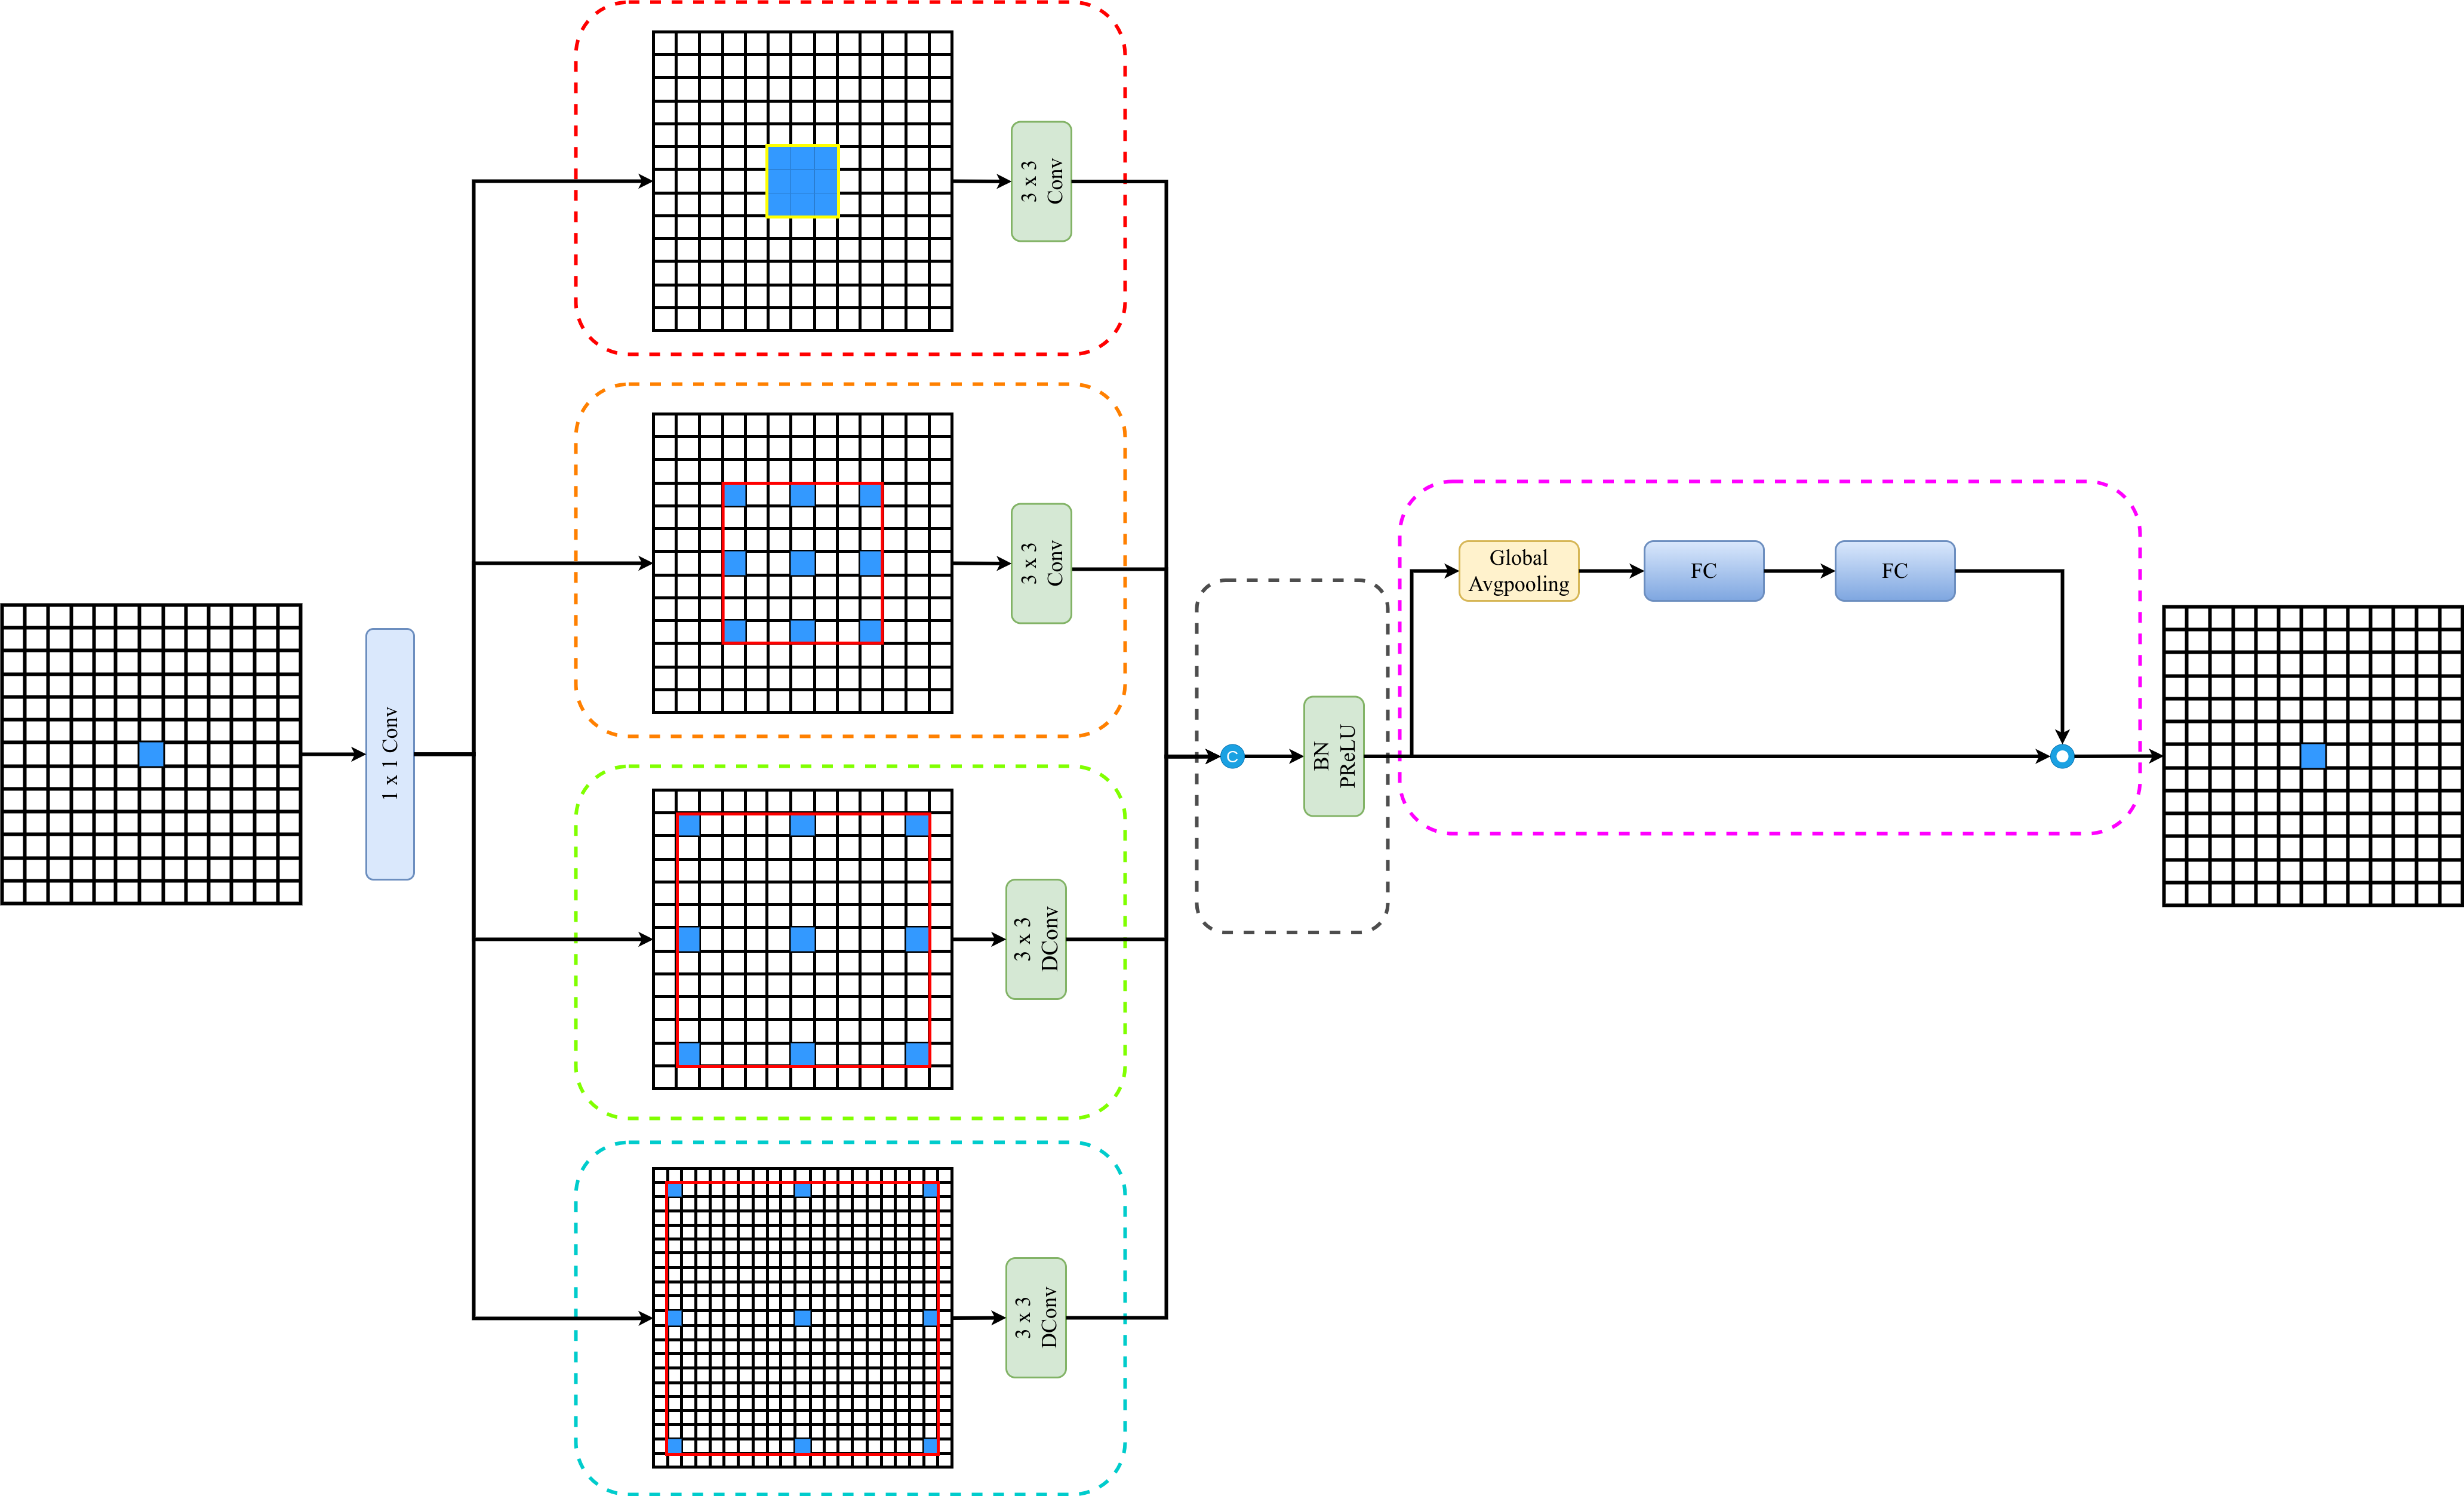 1 x 1 Conv
3 x 3
Conv
3 x 3
Conv
3 x 3
DConv
3 x 3
DConv
C
BN
PReLU
Global
Avgpooling
FC
FC